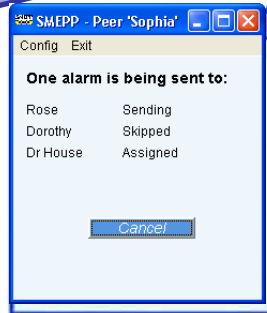 SMEPP - Peer 'Sophia'
Config Exit
One alarm is being sent to:
Rose Sending
Dorothy Skipped
Dr House Assigned
Cancel